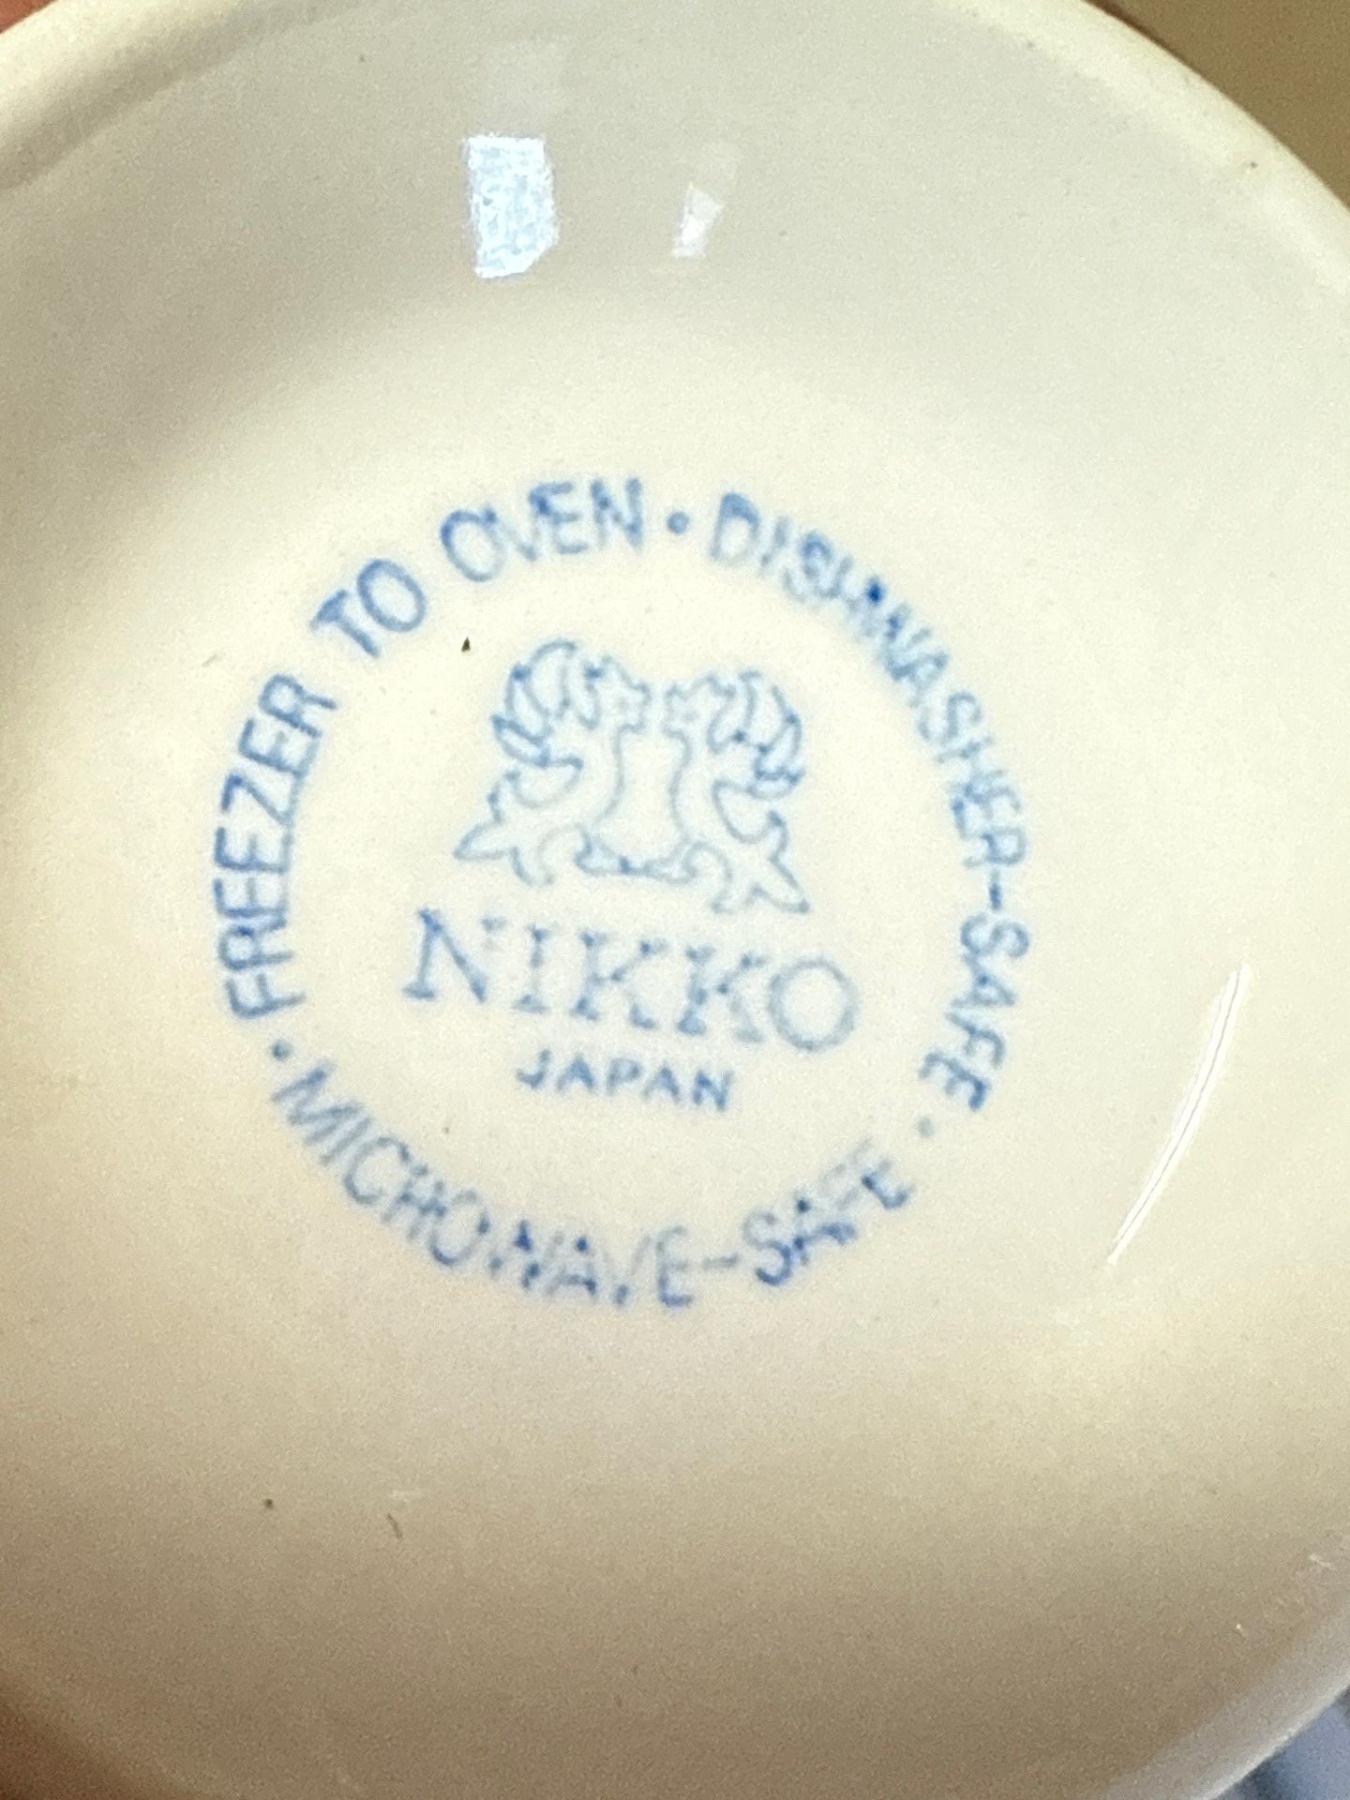 FREEZER TO OVEN • DISHWASHER-SAFE • MICROWAVE-SAFE •
NIKKO
JAPAN